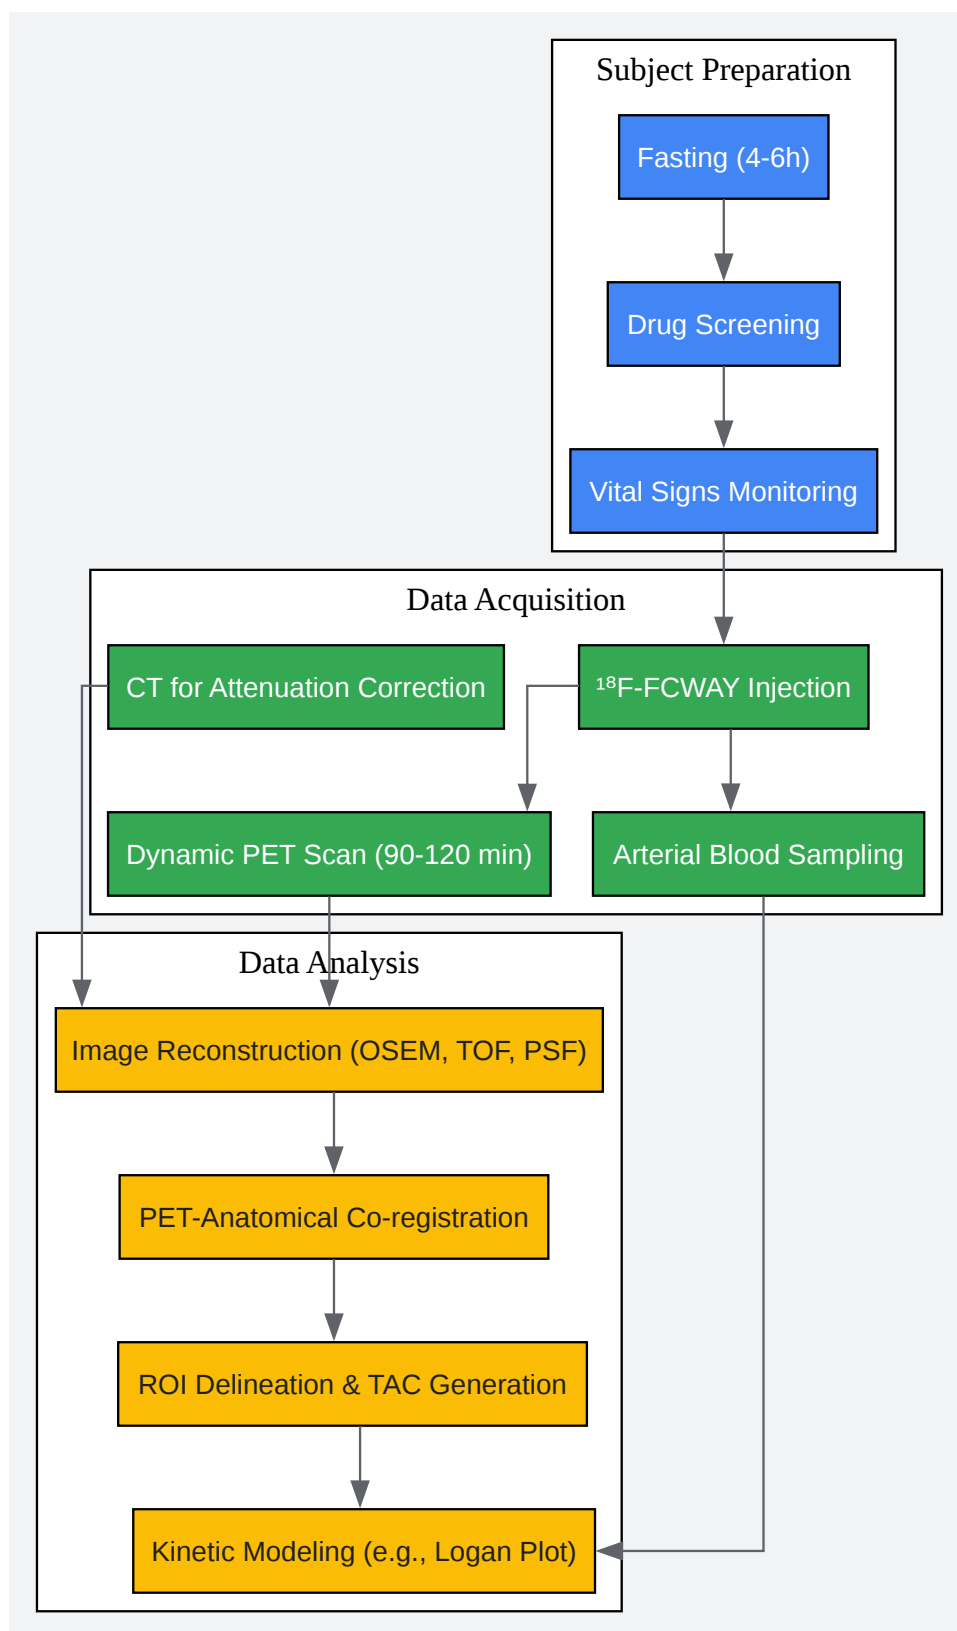 Subject Preparation
Fasting (4-6h)
Drug Screening
Vital Signs Monitoring
Data Acquisition
CT for Attenuation Correction
¹⁸F-FCWAY Injection
Dynamic PET Scan (90-120 min)
Arterial Blood Sampling
Data Analysis
Image Reconstruction (OSEM, TOF, PSF)
PET-Anatomical Co-registration
ROI Delineation & TAC Generation
Kinetic Modeling (e.g., Logan Plot)